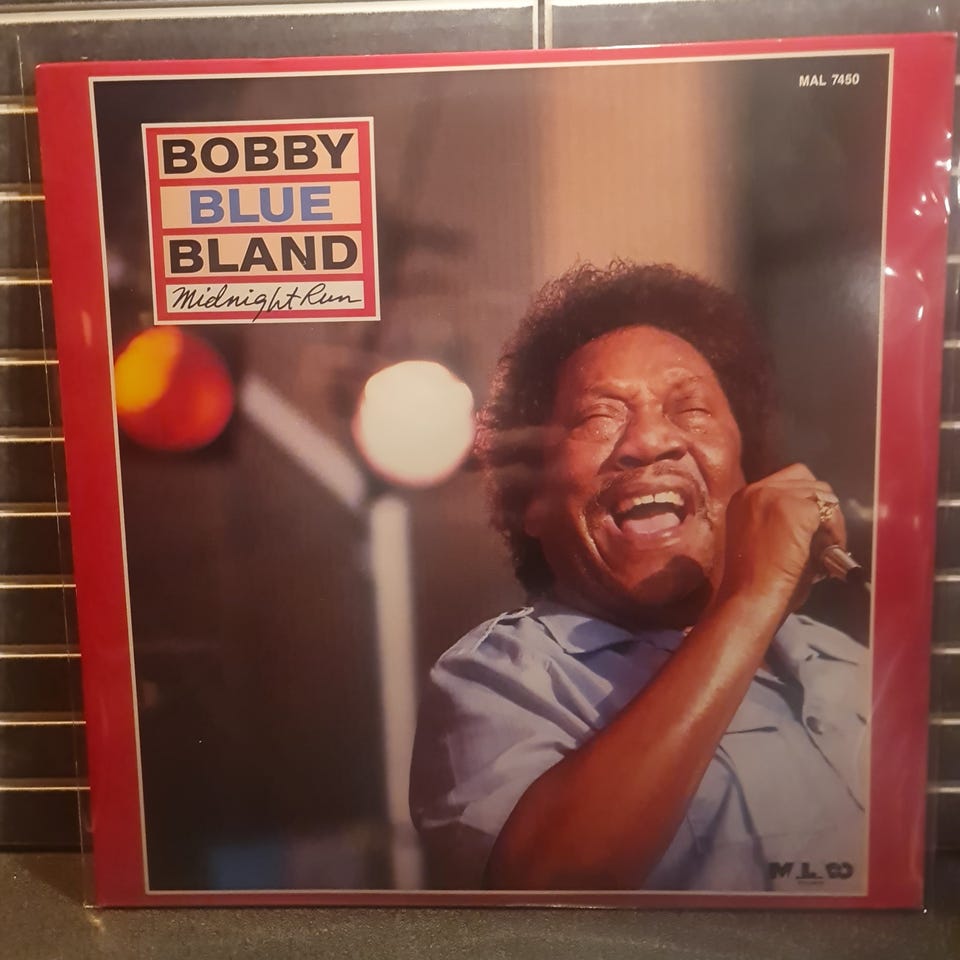 MAL 7450
BOBBY
BLUE
BLAND
Midnight Run